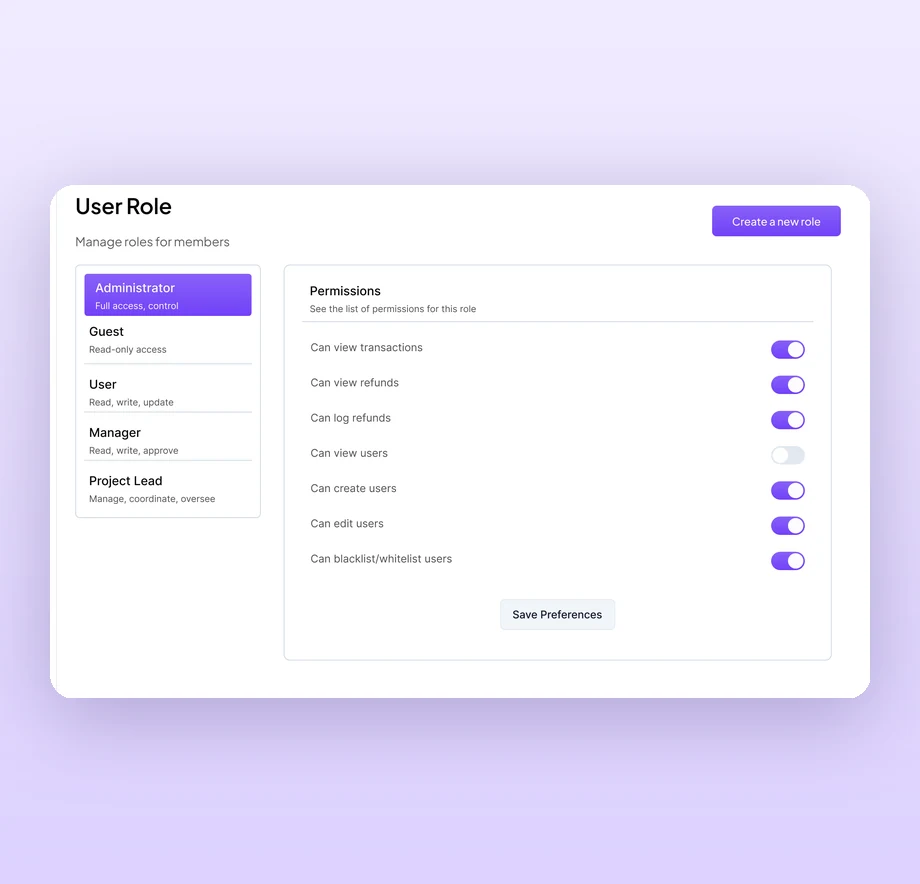 User Role
Manage roles for members
Create a new role
Administrator
Full access, control
Guest
Read-only access
User
Read, write, update
Manager
Read, write, approve
Project Lead
Manage, coordinate, oversee
Permissions
See the list of permissions for this role
Can view transactions
Can view refunds
Can log refunds
Can view users
Can create users
Can edit users
Can blacklist/whitelist users
Save Preferences